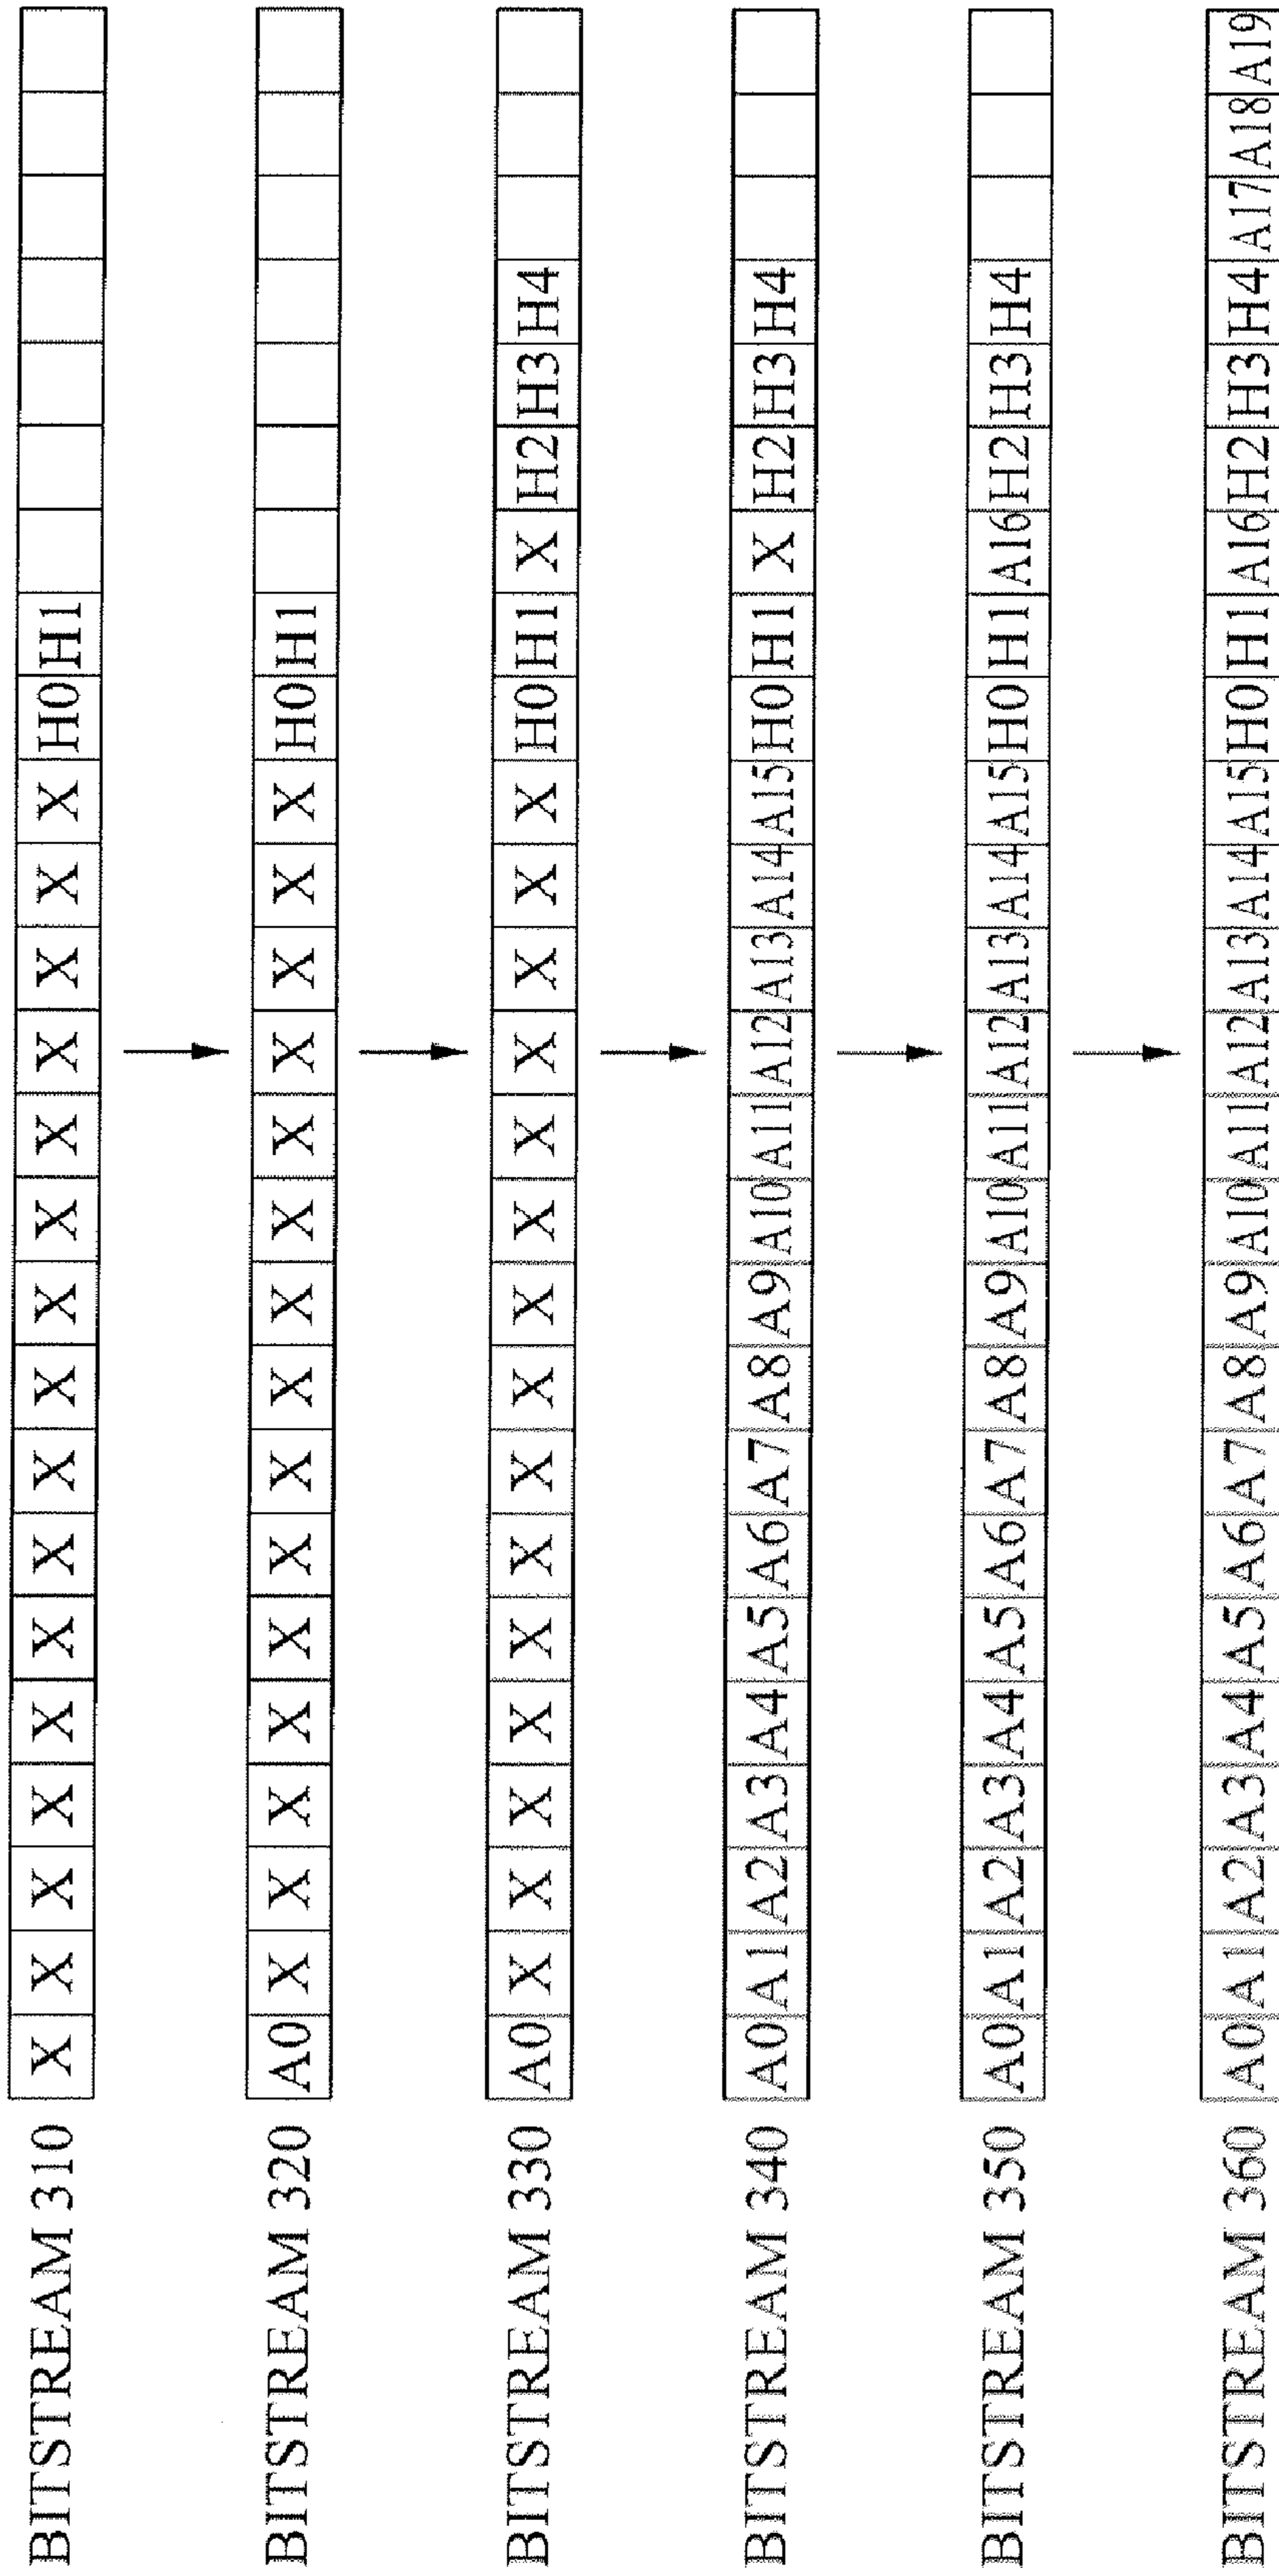 BITSTREAM 310 X X X X X X X X X X X X X X X X H0 H1
BITSTREAM 320 A0 X X X X X X X X X X X X X X X H0 H1
BITSTREAM 330 A0 X X X X X X X X X X X X X X X H0 H1 X H2 H3 H4
BITSTREAM 340 A0 A1 A2 A3 A4 A5 A6 A7 A8 A9 A10 A11 A12 A13 A14 A15 H0 H1 X H2 H3 H4
BITSTREAM 350 A0 A1 A2 A3 A4 A5 A6 A7 A8 A9 A10 A11 A12 A13 A14 A15 H0 H1 A16 H2 H3 H4
BITSTREAM 360 A0 A1 A2 A3 A4 A5 A6 A7 A8 A9 A10 A11 A12 A13 A14 A15 H0 H1 A16 H2 H3 H4 A17 A18 A19